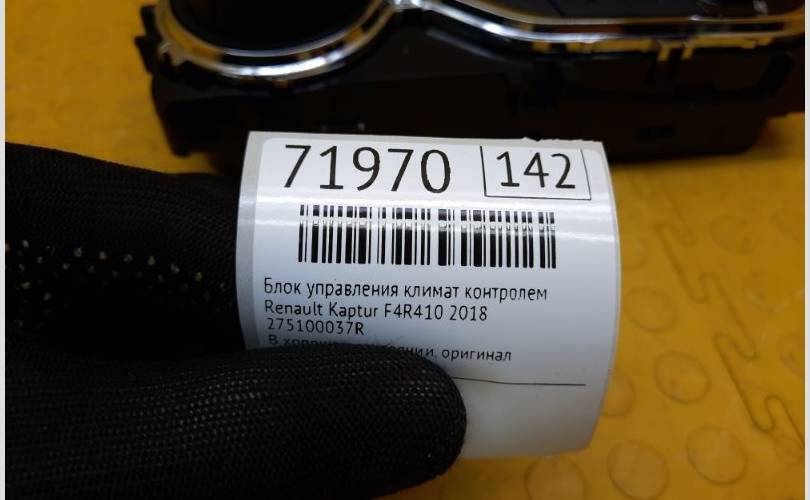 71970 142
Блок управления климат контролем
Renault Kaptur F4R410 2018
275100037R
В оригинал